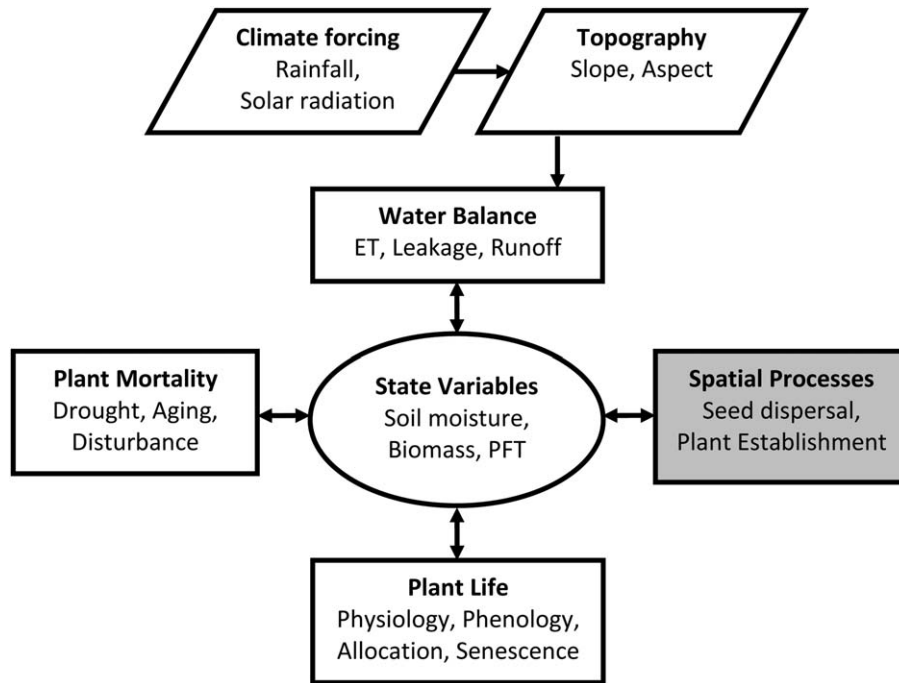 Climate forcing
Rainfall,
Solar radiation
Topography
Slope, Aspect
Water Balance
ET, Leakage, Runoff
Plant Mortality
Drought, Aging,
Disturbance
State Variables
Soil moisture,
Biomass, PFT
Spatial Processes
Seed dispersal,
Plant Establishment
Plant Life
Physiology, Phenology,
Allocation, Senescence